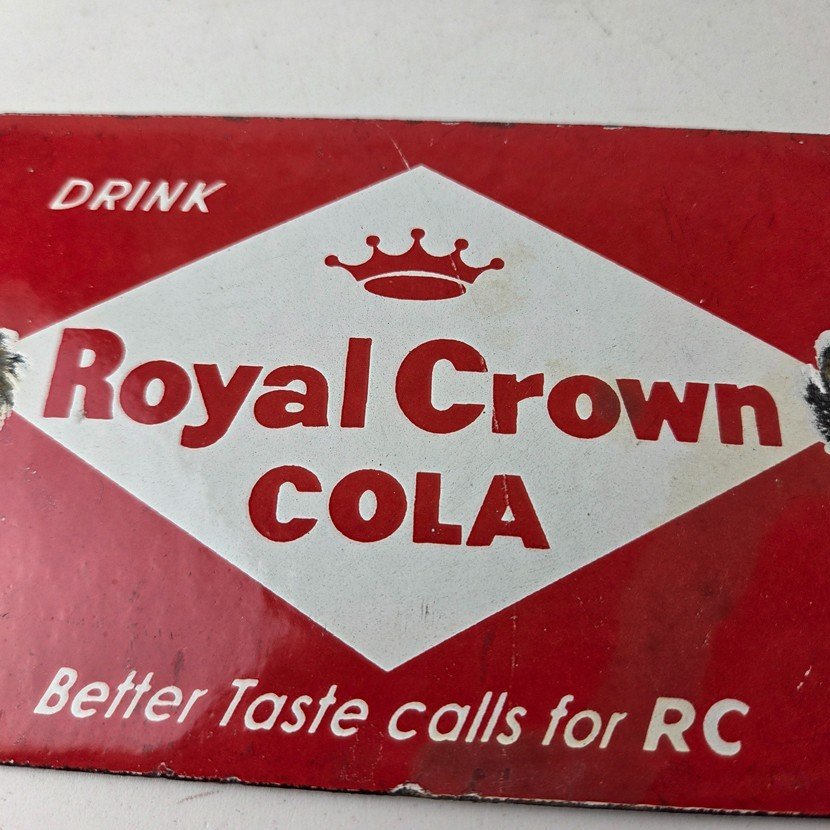 DRINK
Royal Crown
COLA
Better Taste calls for RC